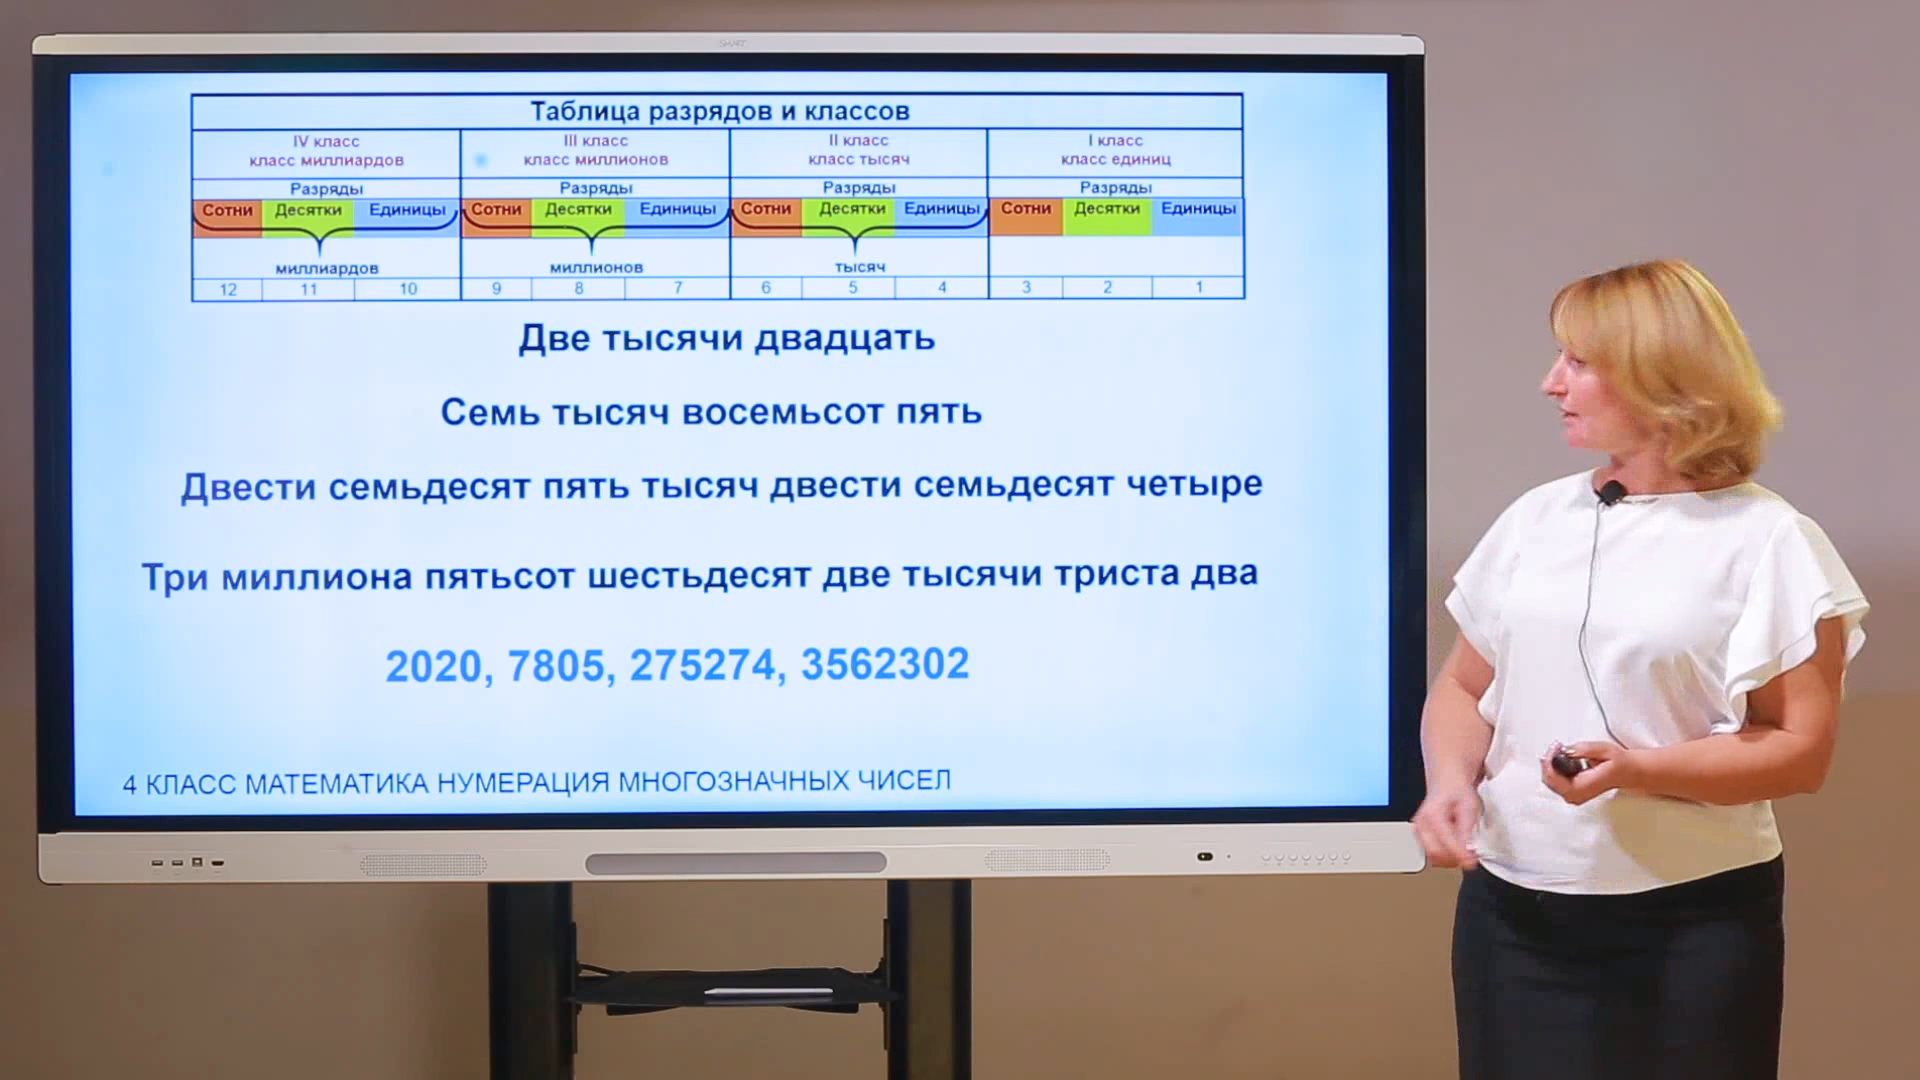 SMART
Таблица разрядов и классов
IV класс III класс II класс I класс
класс миллиардов класс миллионов класс тысяч класс единиц
Разряды Разряды Разряды Разряды
Сотни Десятки Единицы Сотни Десятки Единицы Сотни Десятки Единицы Сотни Десятки Единицы
миллиардов миллионов тысяч
12 11 10 9 8 7 6 5 4 3 2 1
Две тысячи двадцать
Семь тысяч восемьсот пять
Двести семьдесят пять тысяч двести семьдесят четыре
Три миллиона пятьсот шестьдесят две тысячи триста два
2020, 7805, 275274, 3562302
4 КЛАСС МАТЕМАТИКА НУМЕРАЦИЯ МНОГОЗНАЧНЫХ ЧИСЕЛ